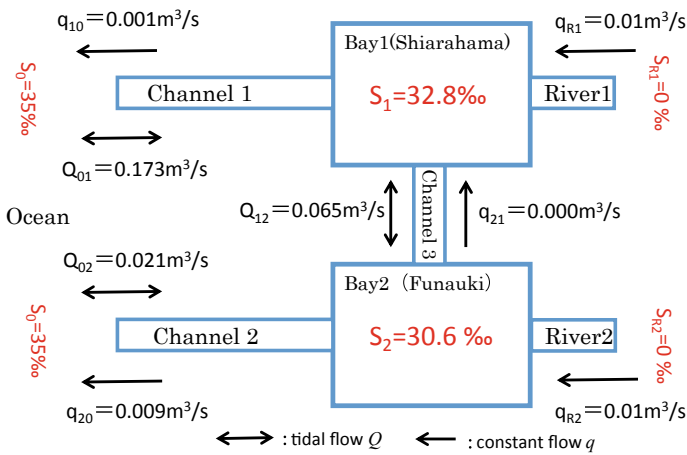 q10＝0.001m³/s
qR1＝0.01m³/s
Bay1(Shiarahama)
S0=35‰
Channel 1
S1=32.8‰
River1
SR1=0 ‰
Q01＝0.173m³/s
Channel 3
Ocean
Q12＝0.065m³/s
q21＝0.000m³/s
Q02＝0.021m³/s
Bay2（Funauki）
S0=35‰
Channel 2
S2=30.6 ‰
River2
SR2=0 ‰
q20＝0.009m³/s
qR2＝0.01m³/s
: tidal flow Q
: constant flow q